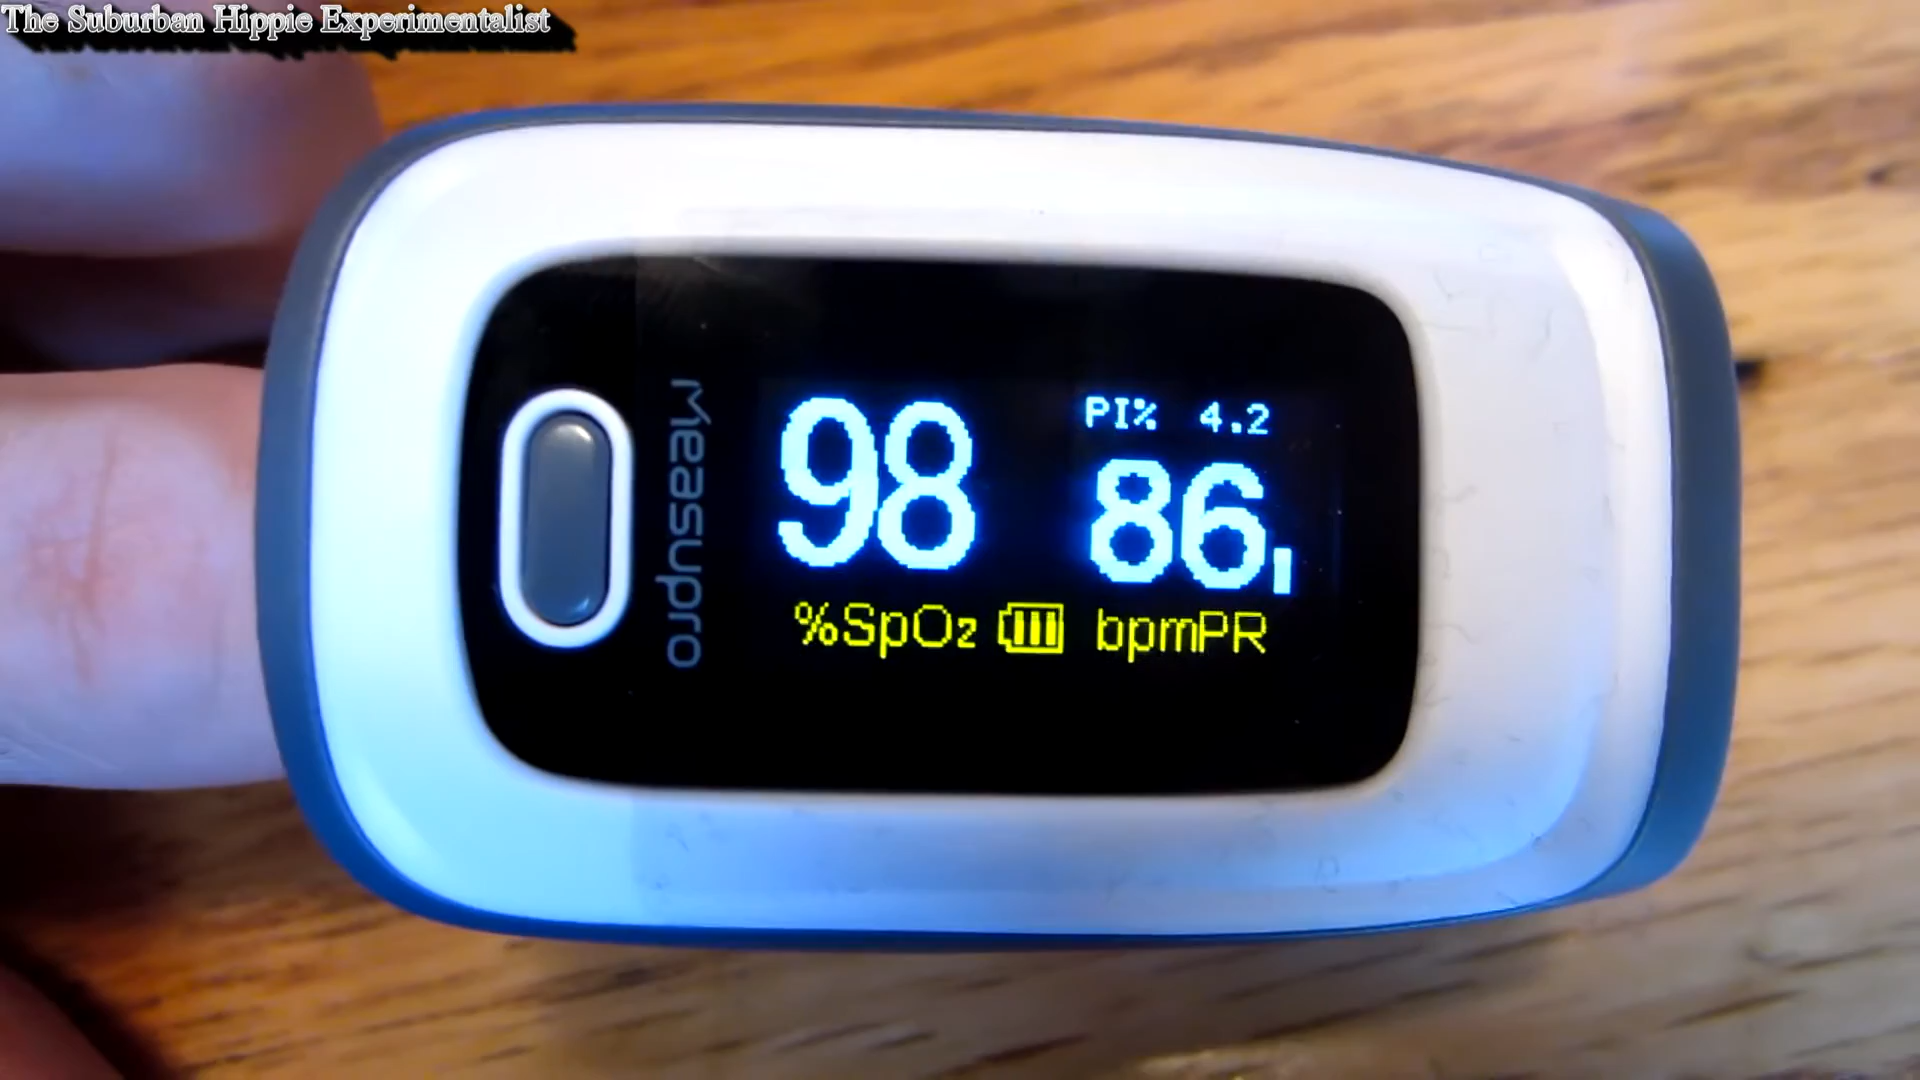 The Suburban Hippie Experimentalist
Measupro
PI% 4.2
98 86
%SpO₂ bpmPR